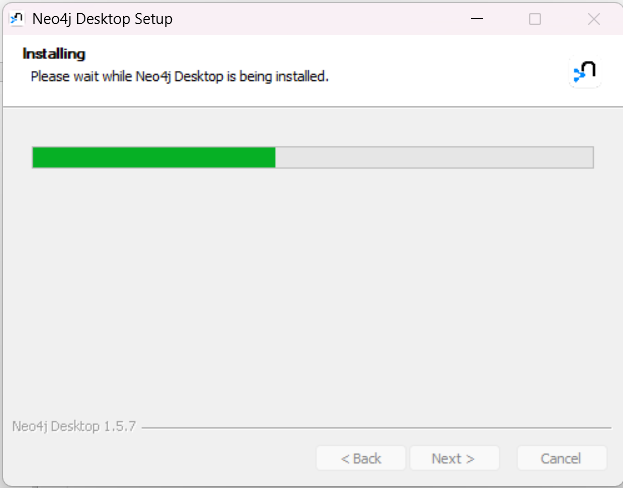 Neo4j Desktop Setup
Installing
Please wait while Neo4j Desktop is being installed.
Neo4j Desktop 1.5.7
< Back
Next >
Cancel